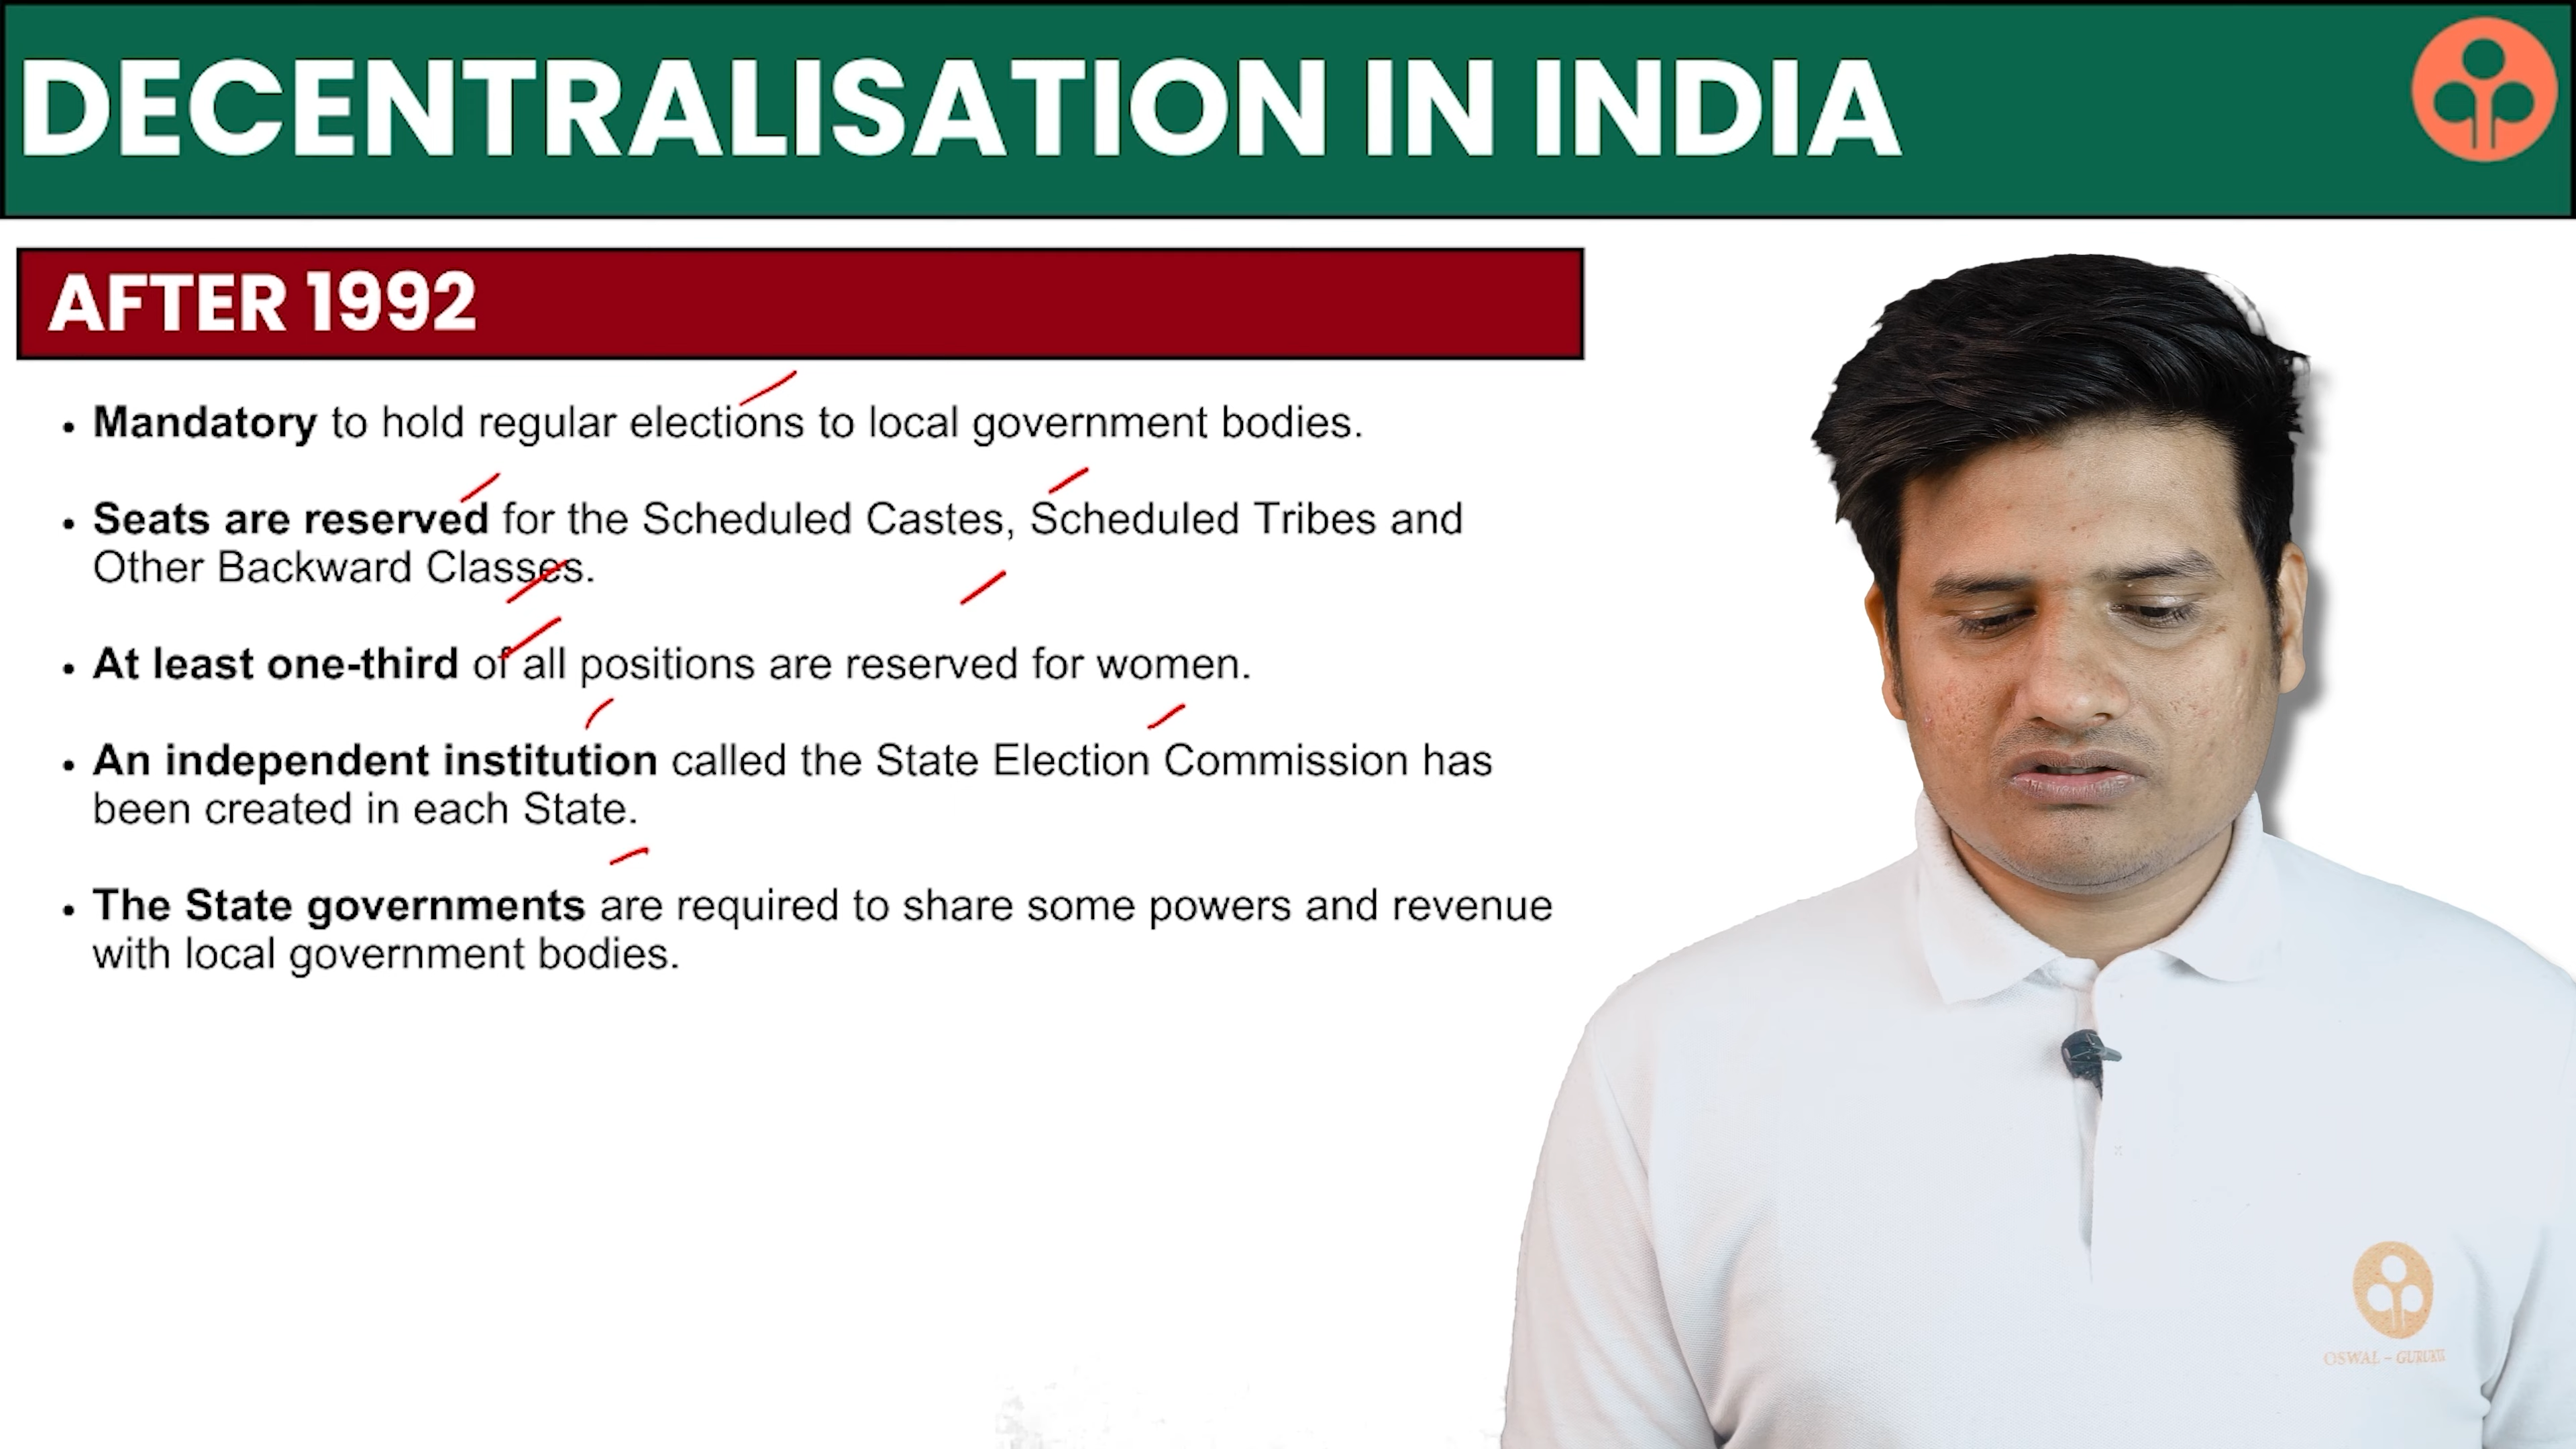 DECENTRALISATION IN INDIA
AFTER 1992
• Mandatory to hold regular elections to local government bodies.
• Seats are reserved for the Scheduled Castes, Scheduled Tribes and
Other Backward Classes.
• At least one-third of all positions are reserved for women.
• An independent institution called the State Election Commission has
been created in each State.
• The State governments are required to share some powers and revenue
with local government bodies.
OSWAL – GURUKUL